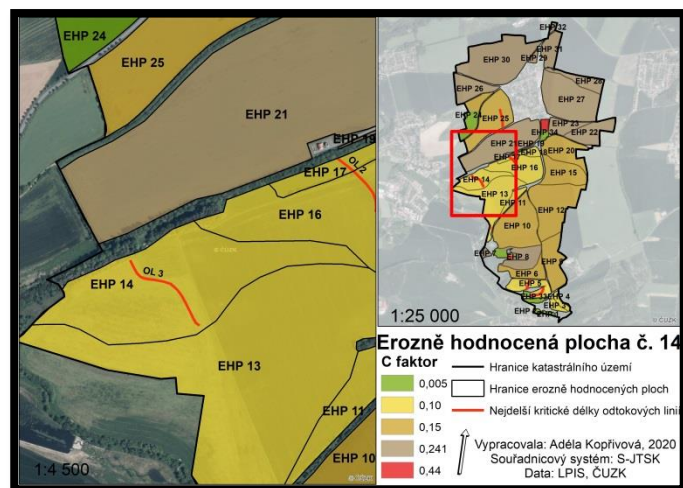 EHP 24
EHP 25
EHP 21
EHP 19
EHP 17
OL 2
EHP 16
© ČUZK
OL 3
EHP 14
EHP 13
EHP 11
EHP 10
1:4 500
EHP 32
EHP 31
EHP 30
EHP 29
EHP 28
EHP 26
EHP 27
EHP 24
EHP 25
EHP 23
EHP 34
EHP 22
EHP 21
EHP 19
EHP 18
EHP 20
EHP 16
EHP 15
EHP 14
EHP 13
EHP 11
EHP 12
EHP 10
EHP 8
EHP 6
EHP 5
EHP 4
1:25 000
© ČUZK
Erozně hodnocená plocha č. 14
C faktor
0,005
0,10
0,15
0,241
0,44
Hranice katastrálního území
Hranice erozně hodnocených ploch
Nejdelší kritické délky odtokových linií
Vypracovala: Adéla Kopřivová, 2020
Souřadnicový systém: S-JTSK
Data: LPIS, ČUZK